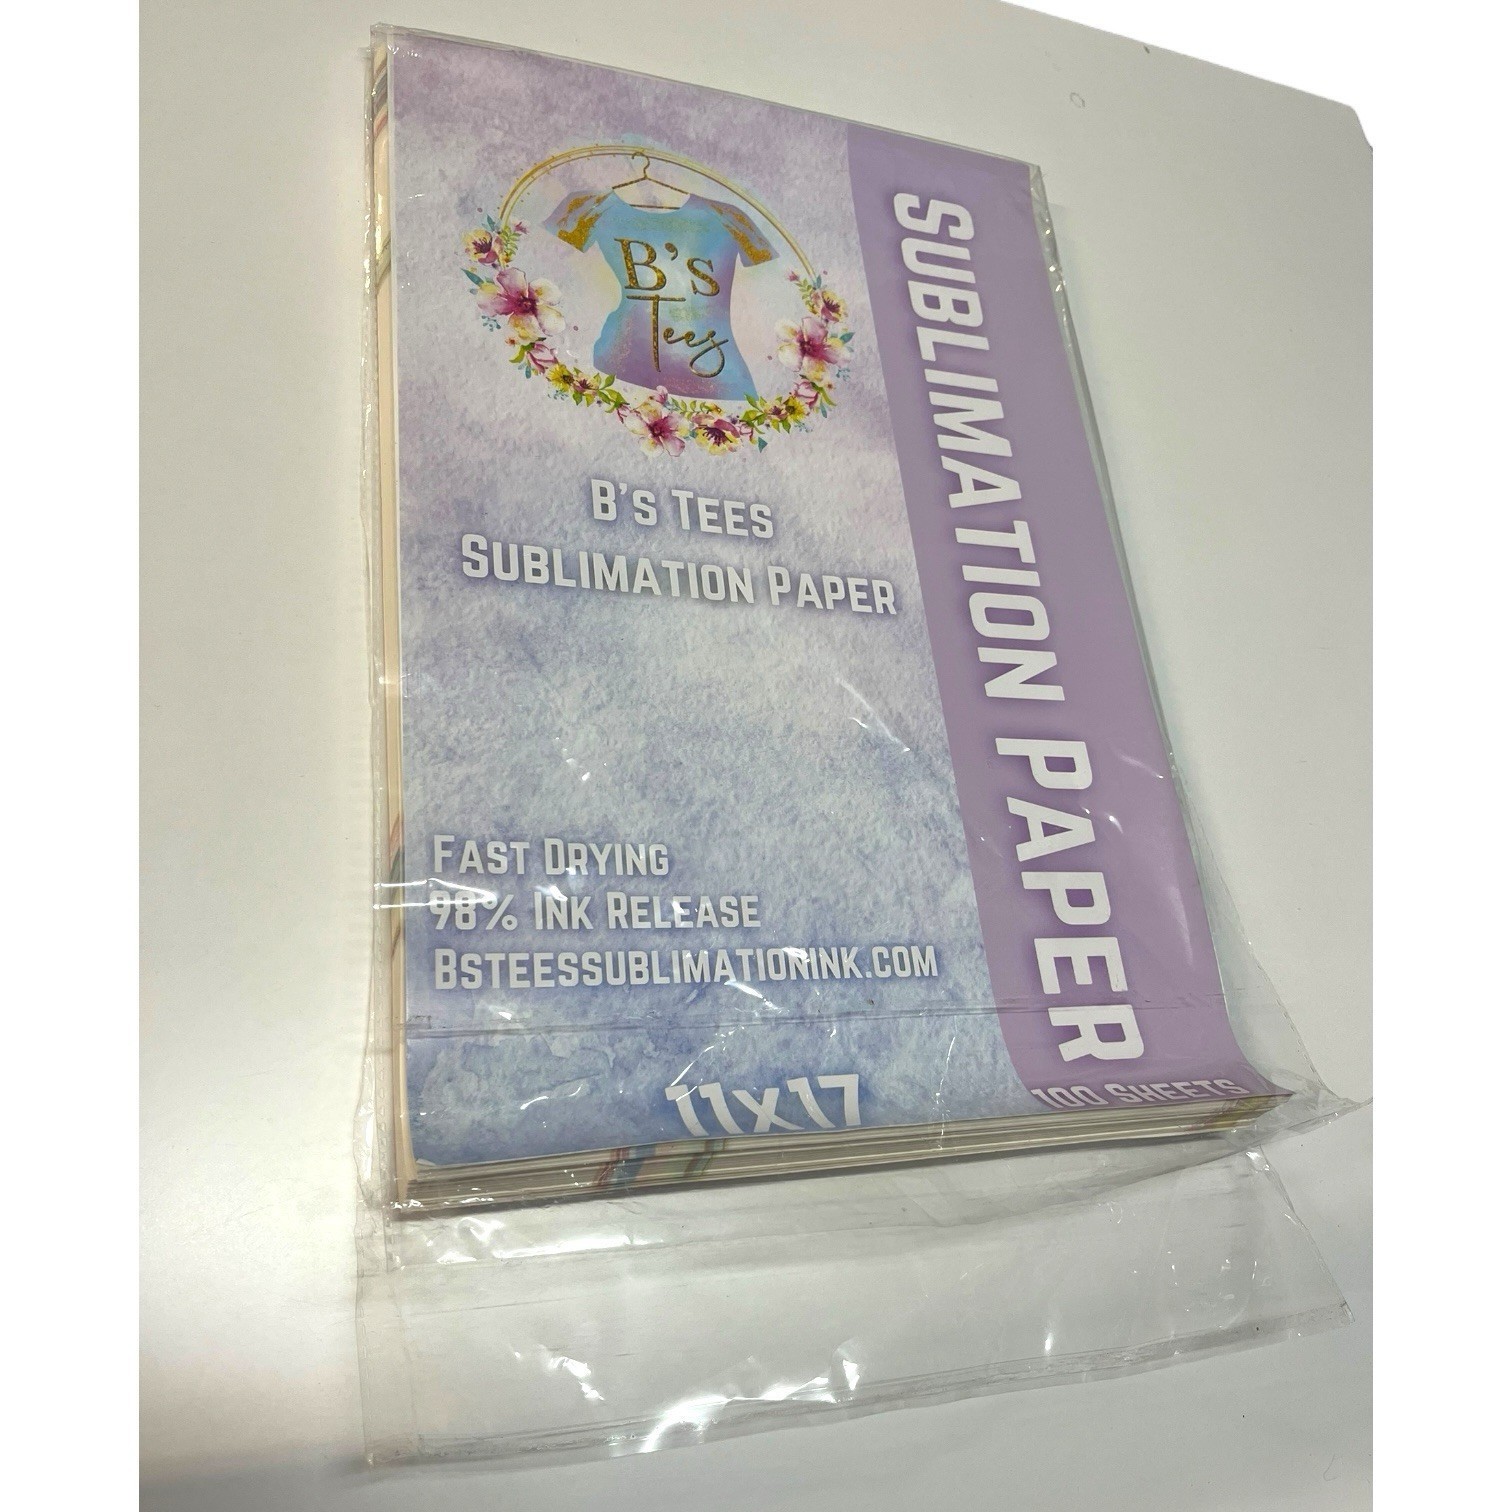 B's
Tees
B's Tees
Sublimation Paper
Fast Drying
98% Ink Release
Bsteessublimationink.com
11x17
SUBLIMATION PAPER
100 Sheets